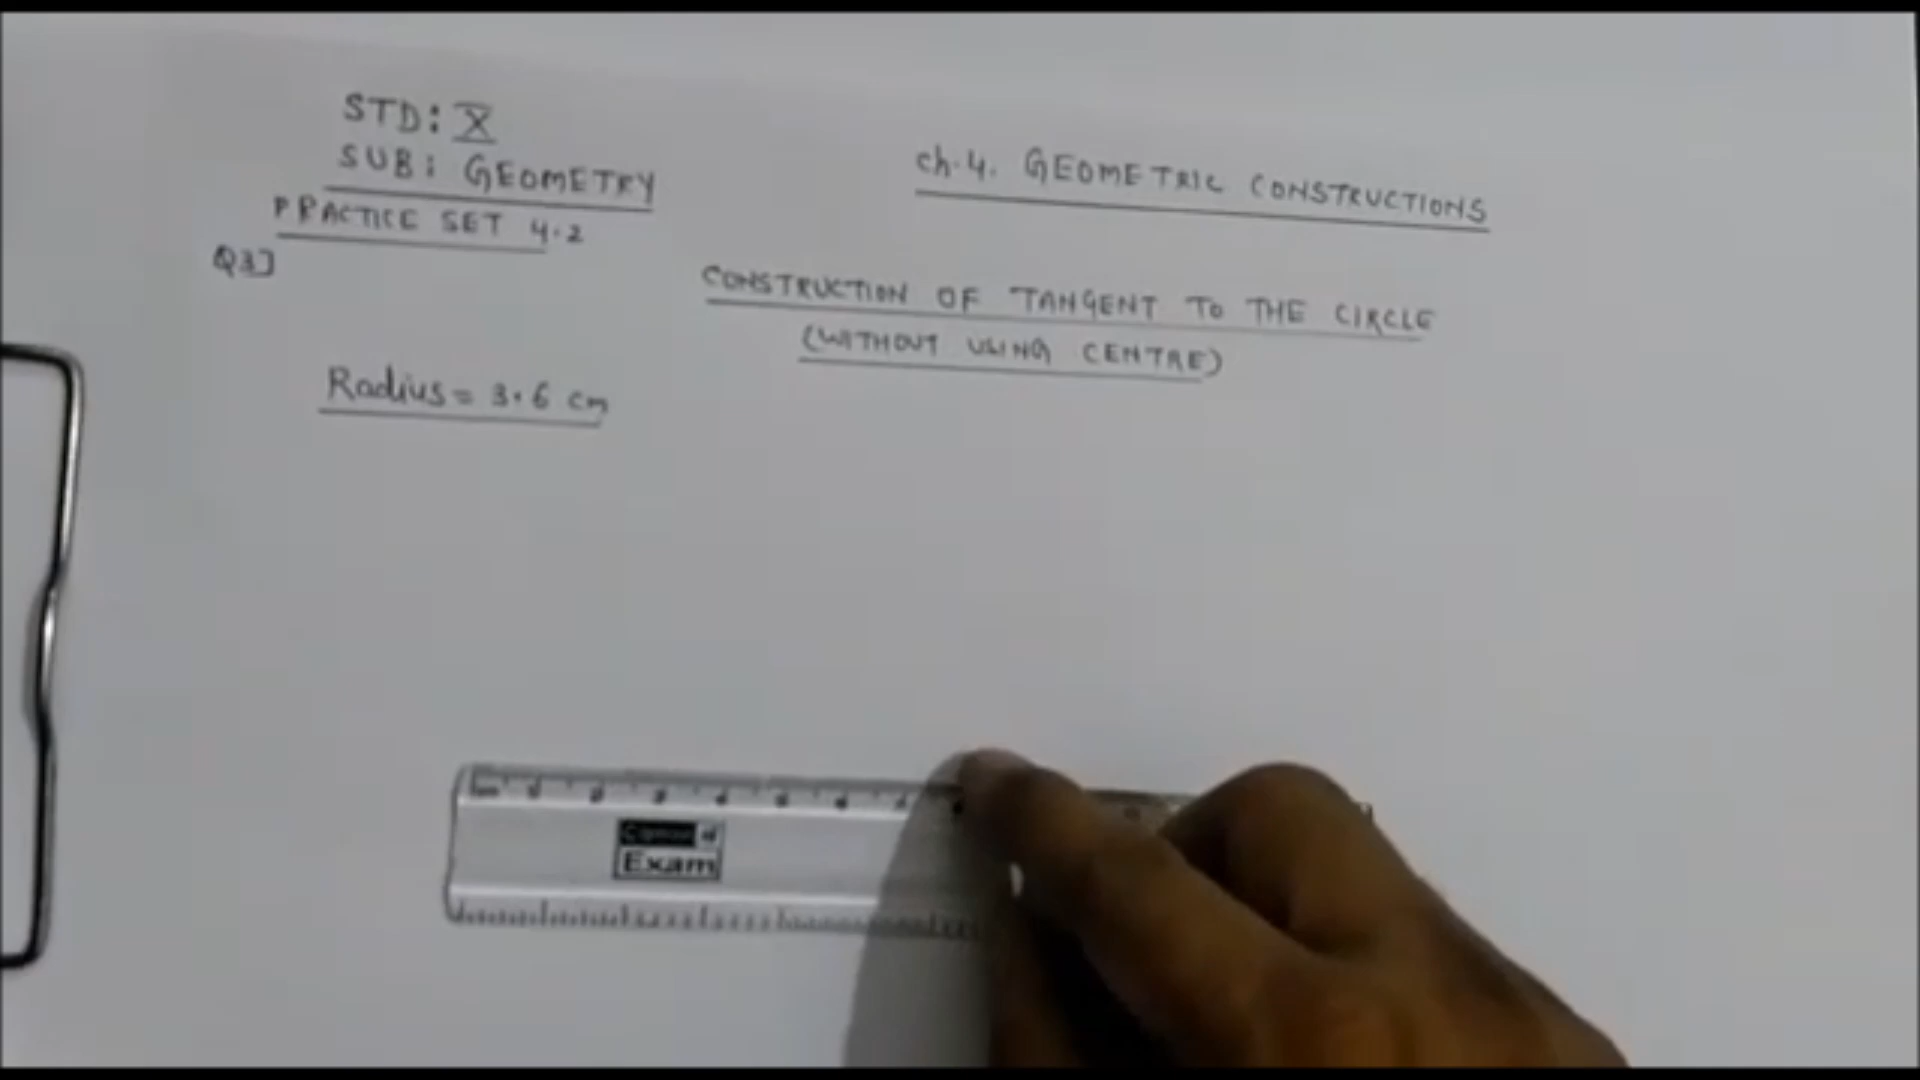 STD: X
SUB: GEOMETRY
PRACTICE SET 4.2
Q3]
ch.4. GEOMETRIC CONSTRUCTIONS
CONSTRUCTION OF TANGENT TO THE CIRCLE
(WITHOUT USING CENTRE)
Radius = 3.6 cm
Exam